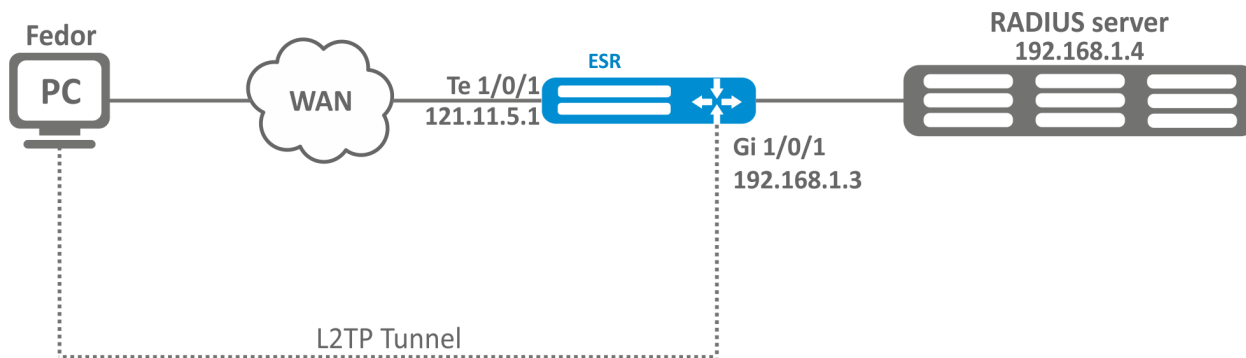 Fedor
PC
WAN
Te 1/0/1
121.11.5.1
ESR
Gi 1/0/1
192.168.1.3
RADIUS server
192.168.1.4
L2TP Tunnel